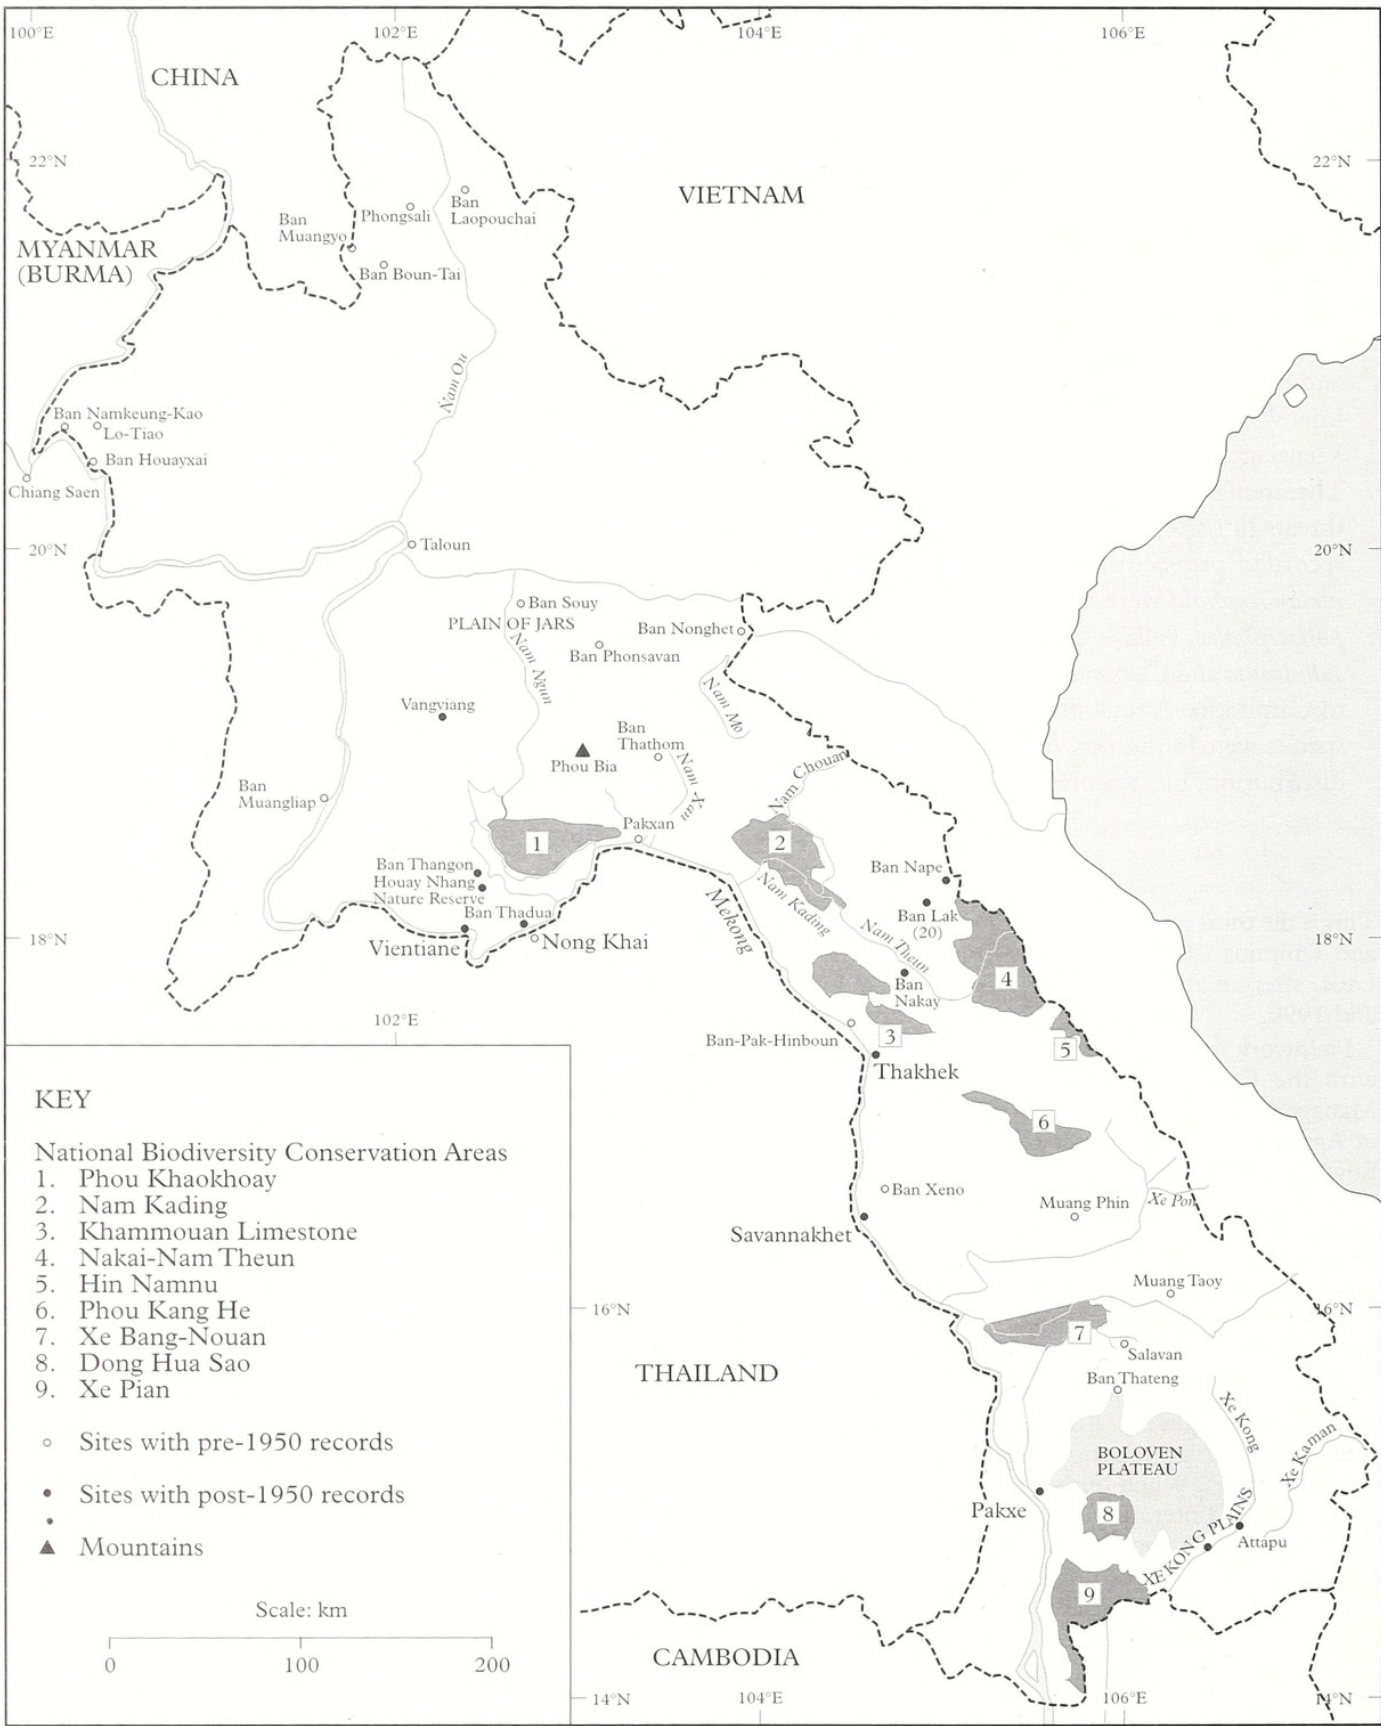 100°E
102°E
104°E
106°E
CHINA
22°N
22°N
VIETNAM
Ban
Laopouchai
Phongsali
Ban
Muangyo
Ban Boun-Tai
MYANMAR
(BURMA)
Nam Ou
Ban Namkeung-Kao
Lo-Tiao
Ban Houayxai
Chiang Saen
20°N
Taloun
20°N
Ban Souy
PLAIN OF JARS
Ban Nonghet
Ban Phonsavan
Nam Ngun
Nam Mo
Vangviang
Ban
Thathom
Phou Bia
Nam Xan
Nam Chouan
Ban
Muangliap
Pakxan
1
2
Ban Thangon
Houay Nhang
Nature Reserve
Ban Nape
Nam Kading
Mekong
Ban Thadua
Ban Lak
(20)
18°N
Vientiane
Nong Khai
Nam Theun
18°N
4
Ban
Nakay
102°E
Ban-Pak-Hinboun
3
5
Thakhek
6
Ban Xeno
Muang Phin
Xe Pon
Savannakhet
Muang Taoy
16°N
16°N
7
Salavan
THAILAND
Ban Thateng
Xe Kong
Xe Kaman
BOLOVEN
PLATEAU
Pakxe
8
XE KONG PLAINS
Attapu
9
CAMBODIA
14°N
104°E
106°E
14°N
KEY
National Biodiversity Conservation Areas
1. Phou Khaokhoay
2. Nam Kading
3. Khammouan Limestone
4. Nakai-Nam Theun
5. Hin Namnu
6. Phou Kang He
7. Xe Bang-Nouan
8. Dong Hua Sao
9. Xe Pian
Sites with pre-1950 records
Sites with post-1950 records
Mountains
Scale: km
0
100
200